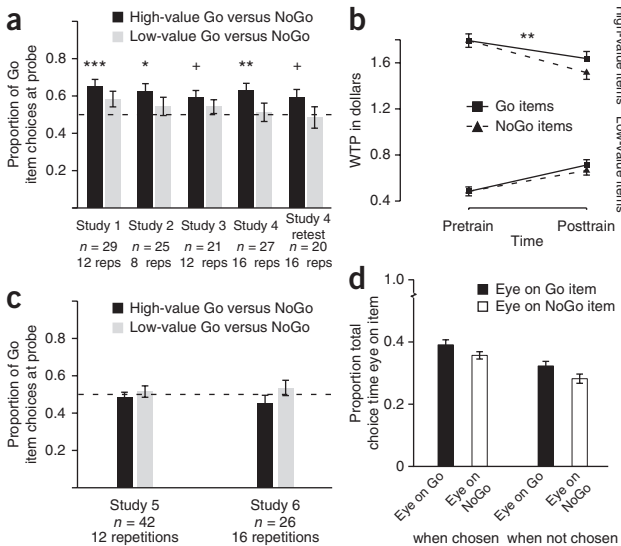 a
High-value Go versus NoGo
Low-value Go versus NoGo
1.0
0.8
0.6
0.4
0.2
Proportion of Go
item choices at probe
***
*
+
**
+
Study 1
n = 29
12 reps
Study 2
n = 25
8 reps
Study 3
n = 21
12 reps
Study 4
n = 27
16 reps
Study 4
retest
n = 20
16 reps
b
**
1.6
1.2
0.8
0.4
WTP in dollars
Go items
NoGo items
High-value items
Low-value items
Pretrain
Posttrain
Time
c
High-value Go versus NoGo
Low-value Go versus NoGo
1.0
0.8
0.6
0.4
0.2
Proportion of Go
item choices at probe
Study 5
n = 42
12 repetitions
Study 6
n = 26
16 repetitions
d
Eye on Go item
Eye on NoGo item
1.0
0.4
0.2
0
Proportion total
choice time eye on item
Eye on Go
Eye on
NoGo
Eye on Go
Eye on
NoGo
when chosen
when not chosen